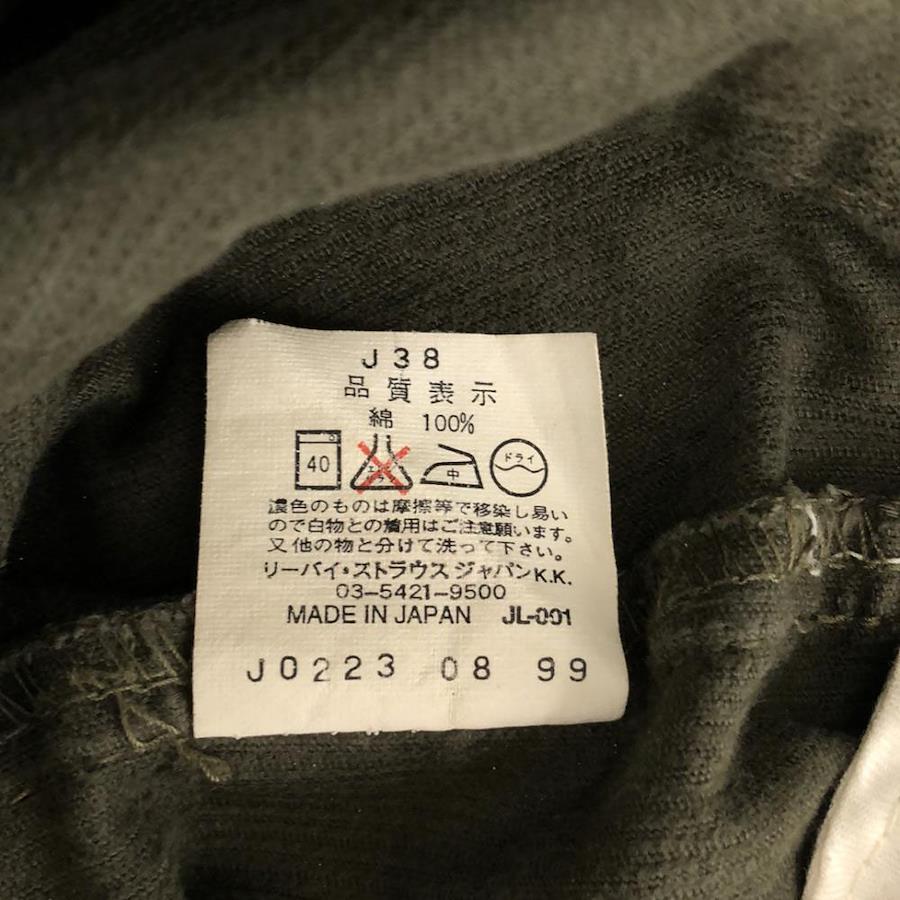 J38
品質表示
綿 100%
40 エンソ 中 ドライ
濃色のものは摩擦等で移染し易い
ので白物との着用はご注意願います。
又他の物と分けて洗って下さい。
リーバイ・ストラウス ジャパンK.K.
03-5421-9500
MADE IN JAPAN JL-001
J0223 08 99